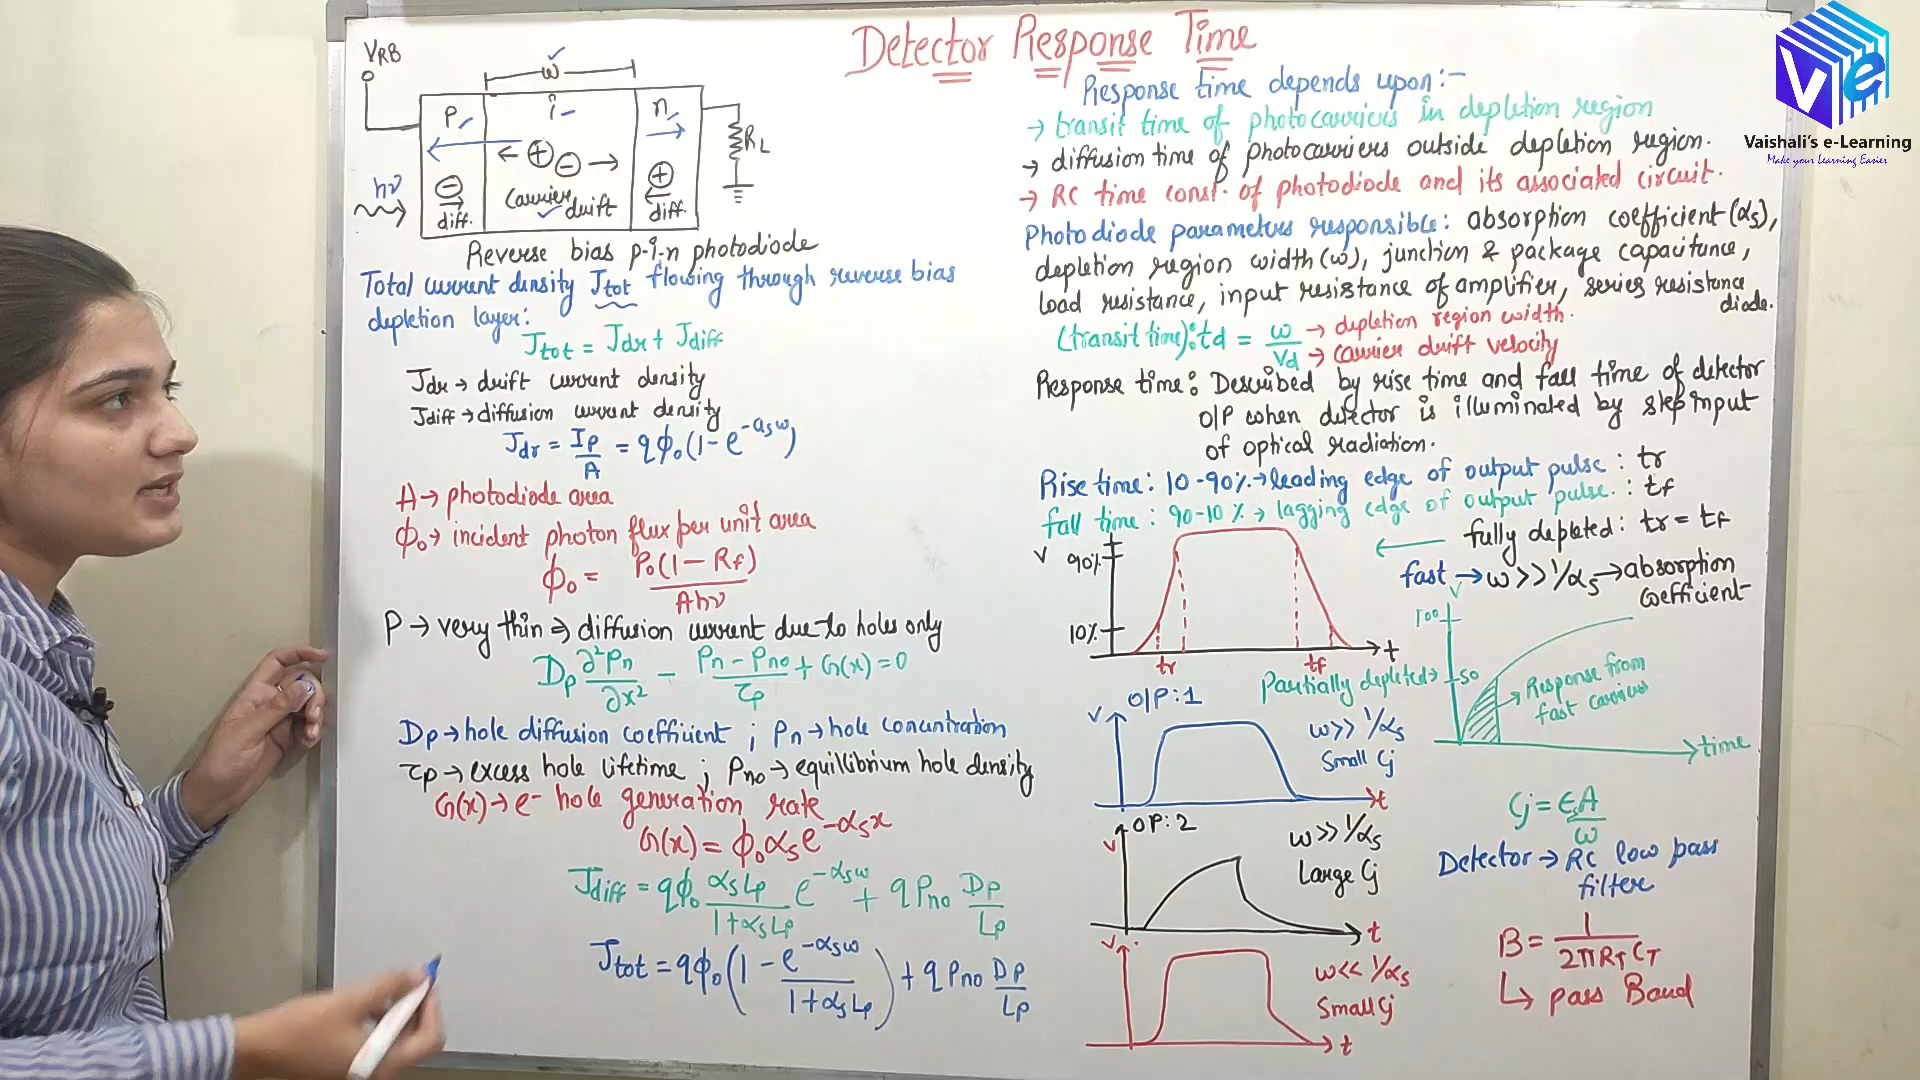 Detector Response Time
VRB
w
p
i
n
RL
hν
diff.
Carrier drift
diff.
Reverse bias p-i-n photodiode
Total current density Jtot flowing through reverse bias
depletion layer:
Jtot = Jdr + Jdiff
Jdr → drift current density
Jdiff → diffusion current density
Jdr = Ip/A = qϕ₀(1 - e^-αsw)
A → photodiode area
ϕ₀ → incident photon flux per unit area
ϕ₀ = P₀(1 - Rf)/Ahν
P → very thin ⇒ diffusion current due to holes only
Dp ∂²Pn/∂x² - (Pn - Pno)/τp + G(x) = 0
Dp → hole diffusion coefficient ; Pn → hole concentration
τp → excess hole lifetime ; Pno → equillibrium hole density
G(x) → e⁻ hole generation rate
G(x) = ϕ₀αs e^-αsx
Jdiff = qϕ₀ αsLp/(1+αsLp) e^-αsw + q Pno Dp/Lp
Jtot = qϕ₀(1 - e^-αsw/(1+αsLp)) + q Pno Dp/Lp
Response time depends upon:-
→ transit time of photocarriers in depletion region
→ diffusion time of photocarriers outside depletion region.
→ RC time const. of photodiode and its associated circuit.
Photodiode parameters responsible: absorption coefficient (αs),
depletion region width (w), junction & package capacitance,
load resistance, input resistance of amplifier, series resistance
diode.
(transit time): td = w/vd → depletion region width.
→ carrier drift velocity
Response time: Described by rise time and fall time of detector
O/P when detector is illuminated by step input
of optical radiation.
Rise time: 10-90% → leading edge of output pulse : tr
fall time : 90-10% → lagging edge of output pulse. : tf
← fully depleted: tr = tf
fast → w >> 1/αs → absorption
coefficient
V
90%
10%
tr
tf
t
Partially depleted →
V
100
50
→ Response from
fast carriers
time
O/P:1
V
w >> 1/αs
Small Cj
t
OP:2
V
w >> 1/αs
Large Cj
t
V
w << 1/αs
Small Cj
t
Cj = εsA/w
Detector → RC low pass
filter
B = 1/2πRTCT
↳ pass Band
Ve
Vaishali's e-Learning
Make your Learning Easier